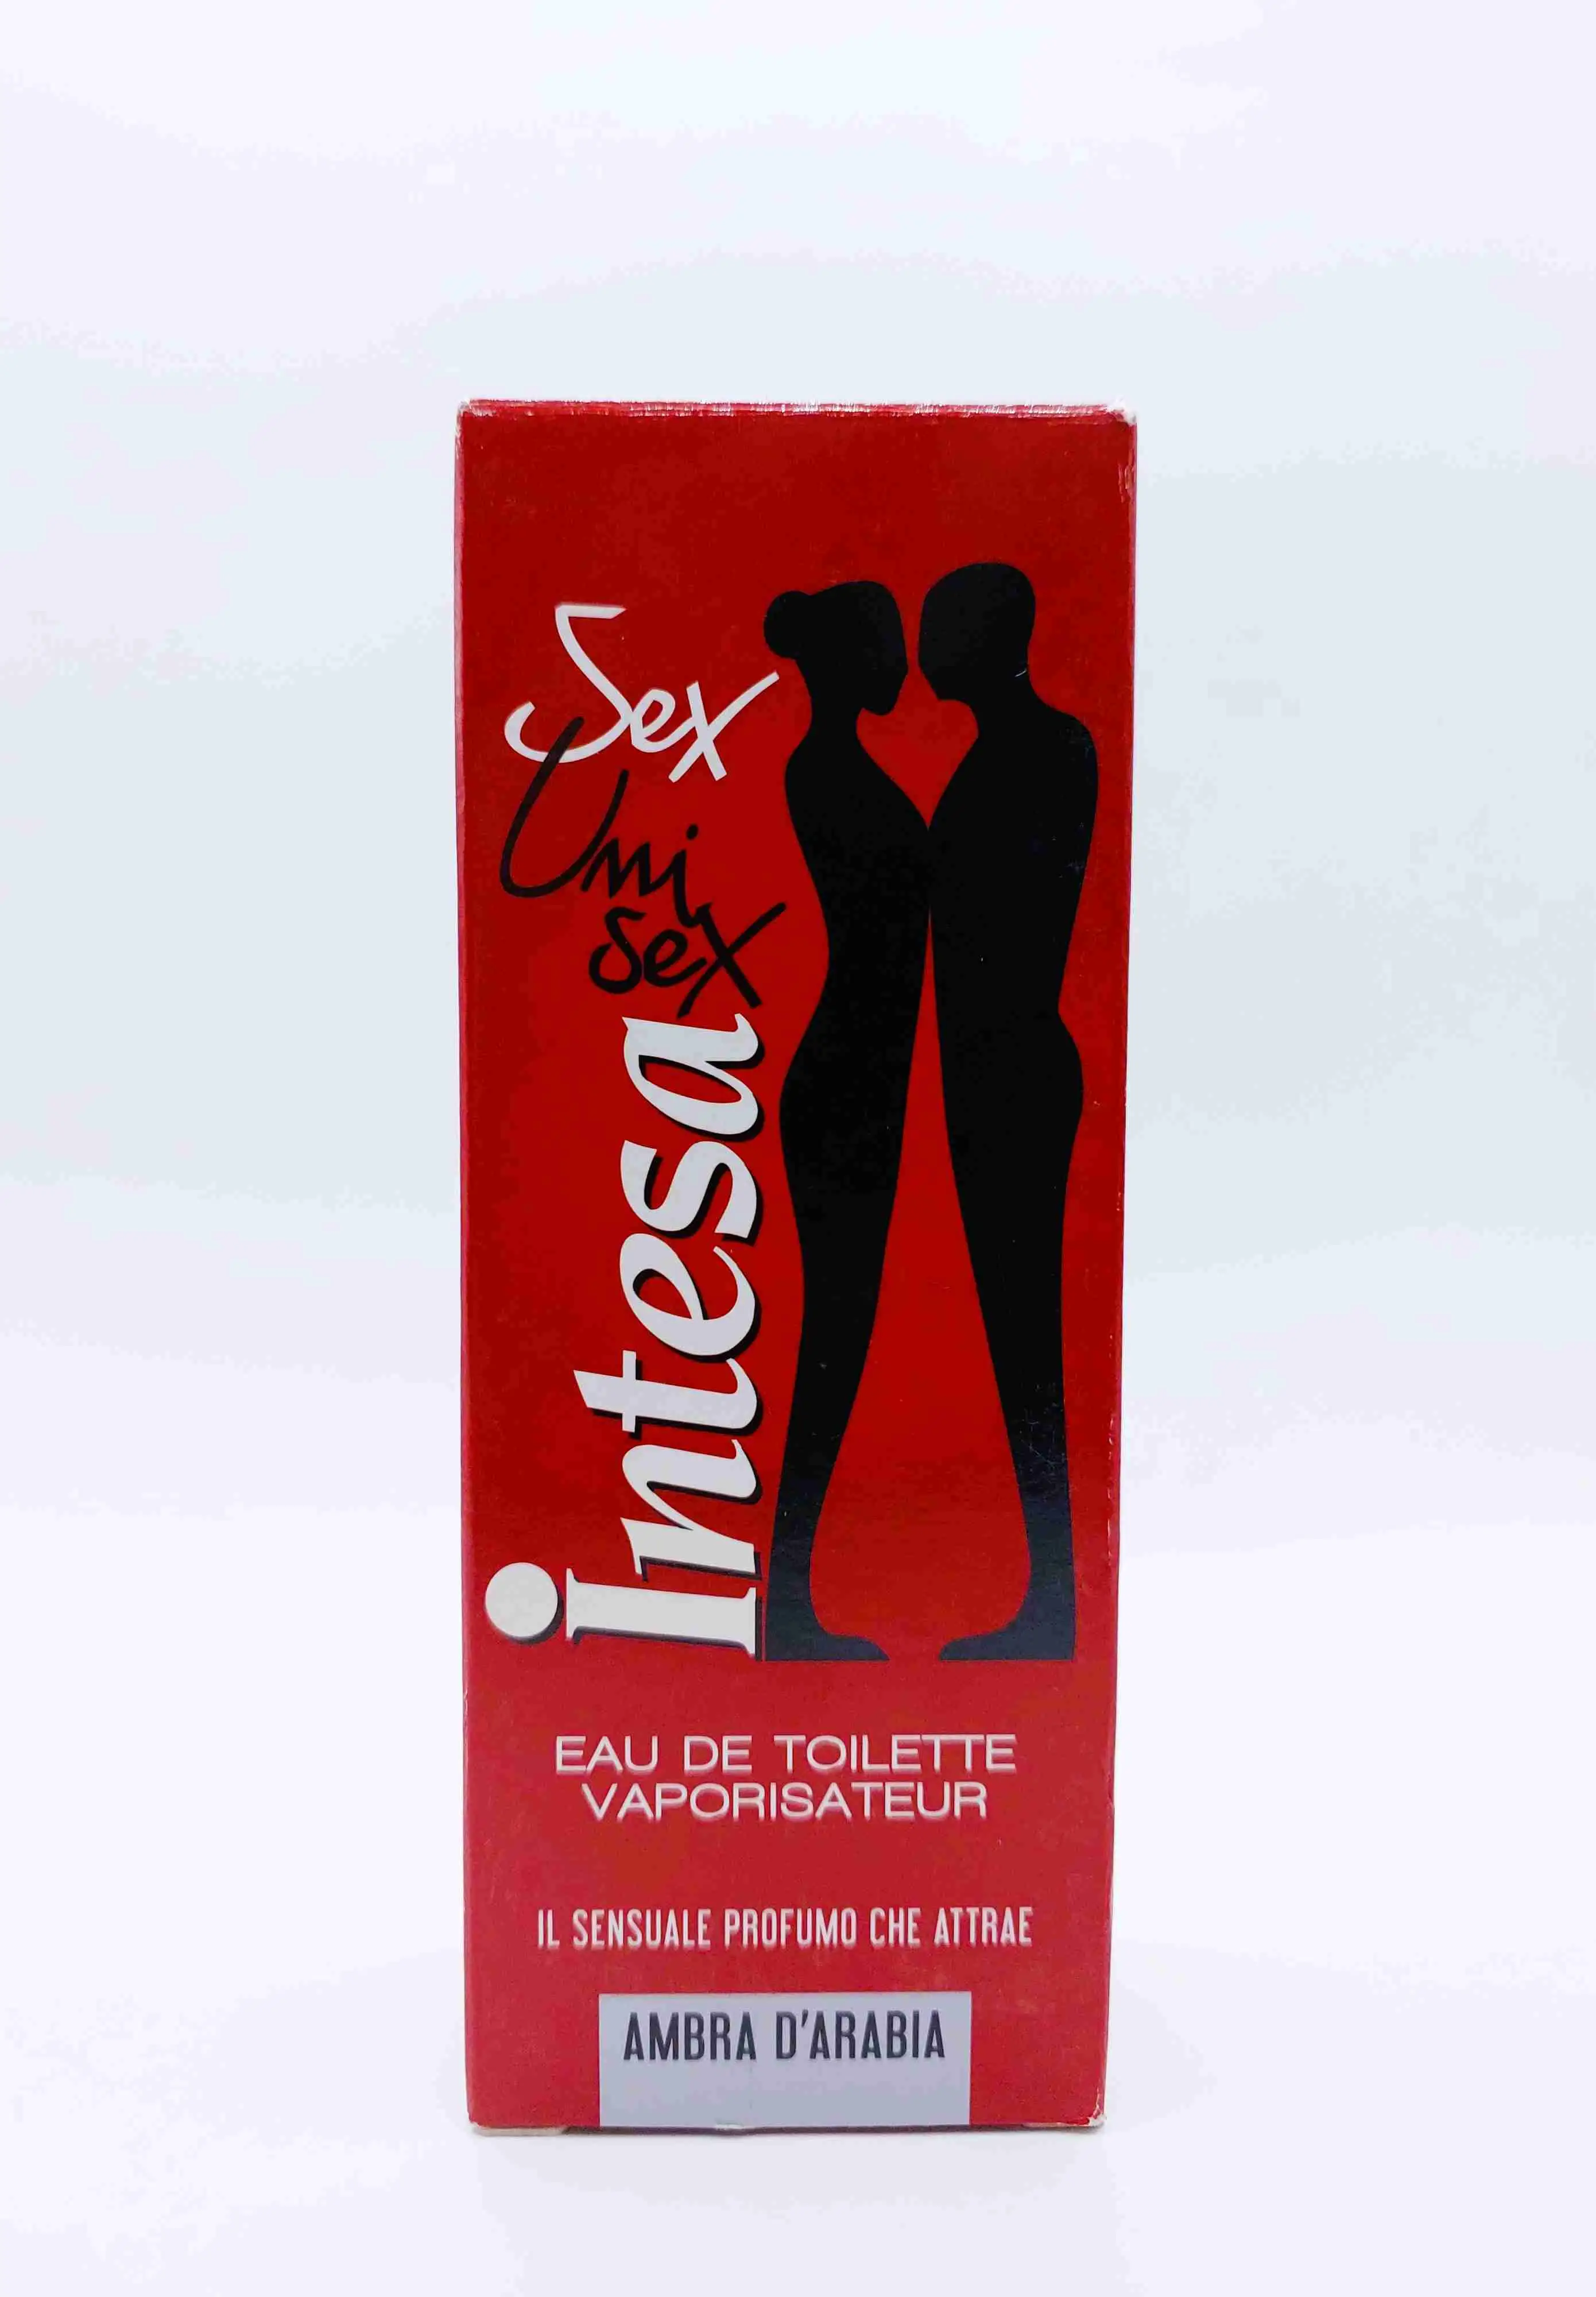 Sex
Uni
sex
intesa
EAU DE TOILETTE
VAPORISATEUR
IL SENSUALE PROFUMO CHE ATTRAE
AMBRA D'ARABIA